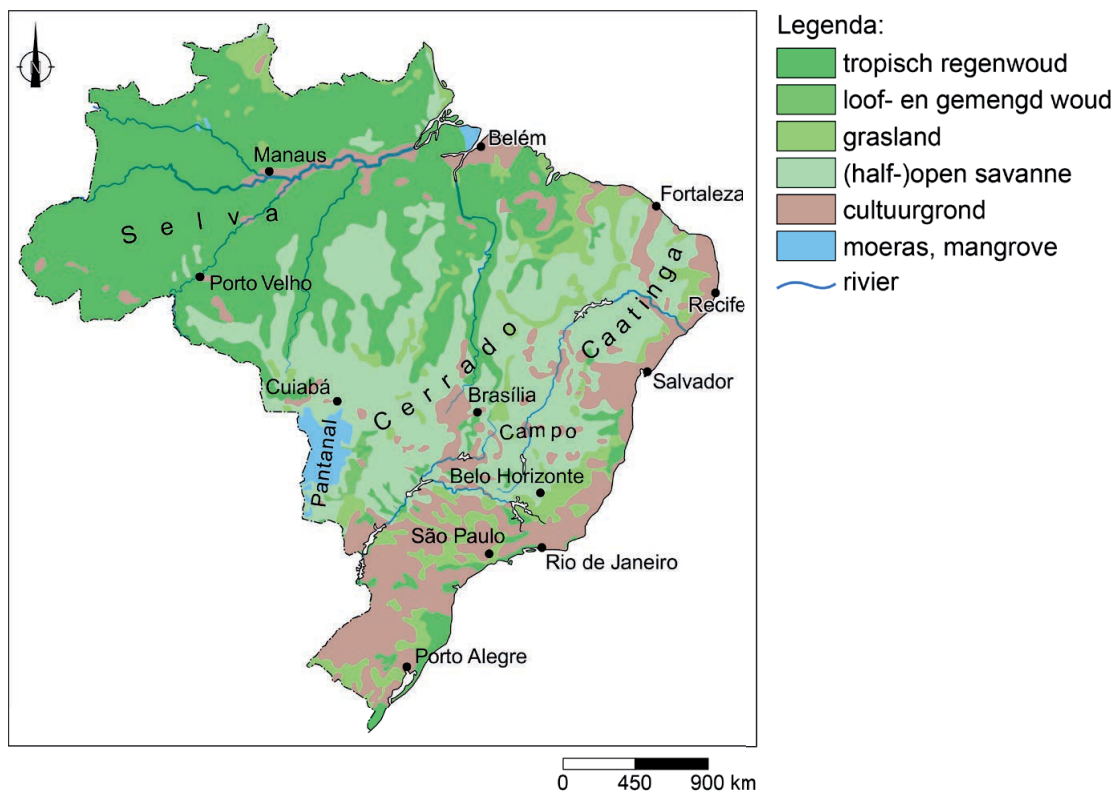 N
Manaus
Belém
Fortaleza
Selva
Porto Velho
Recife
Caatinga
Cerrado
Salvador
Cuiabá
Brasília
Campo
Pantanal
Belo Horizonte
São Paulo
Rio de Janeiro
Porto Alegre
Legenda:
tropisch regenwoud
loof- en gemengd woud
grasland
(half-)open savanne
cultuurgrond
moeras, mangrove
rivier
0 450 900 km